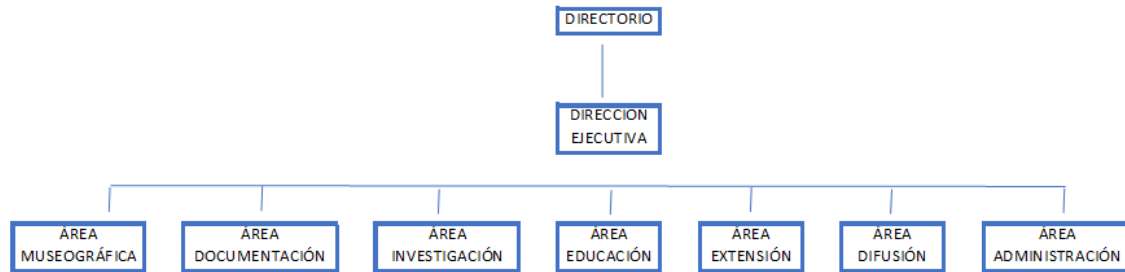 DIRECTORIO
DIRECCION
EJECUTIVA
ÁREA
MUSEOGRÁFICA
ÁREA
DOCUMENTACIÓN
ÁREA
INVESTIGACIÓN
ÁREA
EDUCACIÓN
ÁREA
EXTENSIÓN
ÁREA
DIFUSIÓN
ÁREA
ADMINISTRACIÓN